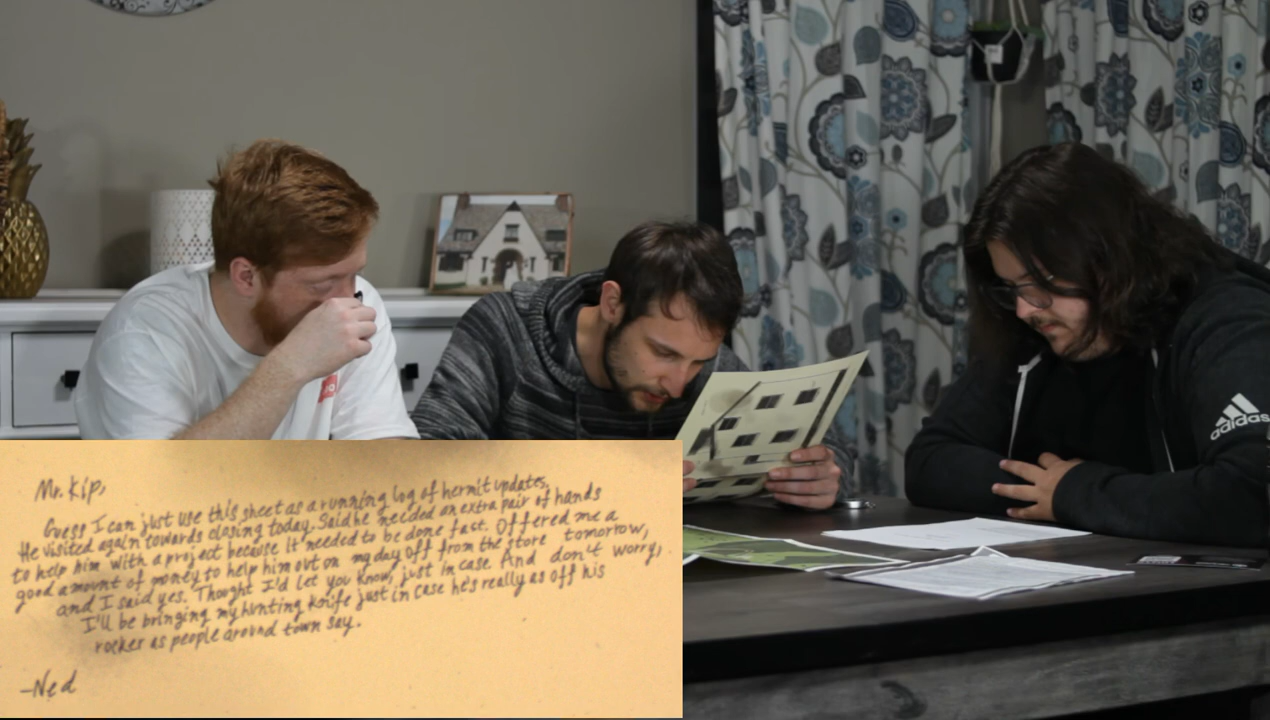 adidas
Mr. Kip,
Guess I can just use this sheet as a running log of hermit updates.
He visited again towards closing today. Said he needed an extra pair of hands
to help him with a project because it needed to be done fast. Offered me a
good amount of money to help him out on my day off from the store tomorrow,
and I said yes. Thought I'd let you know, just in case. And don't worry,
I'll be bringing my hunting knife just in case he's really as off his
rocker as people around town say.
-Ned